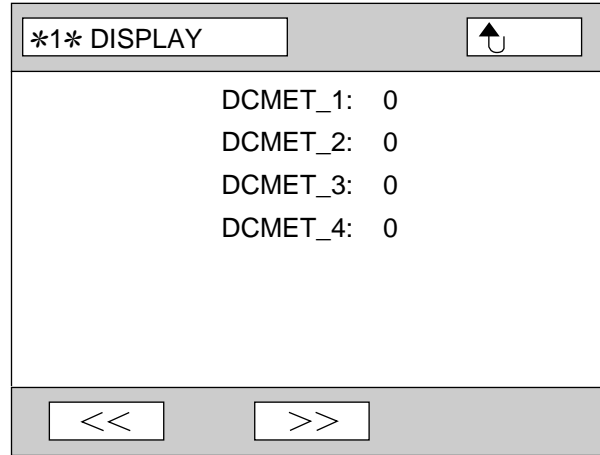 *1* DISPLAY
DCMET_1: 0
DCMET_2: 0
DCMET_3: 0
DCMET_4: 0
<< >>